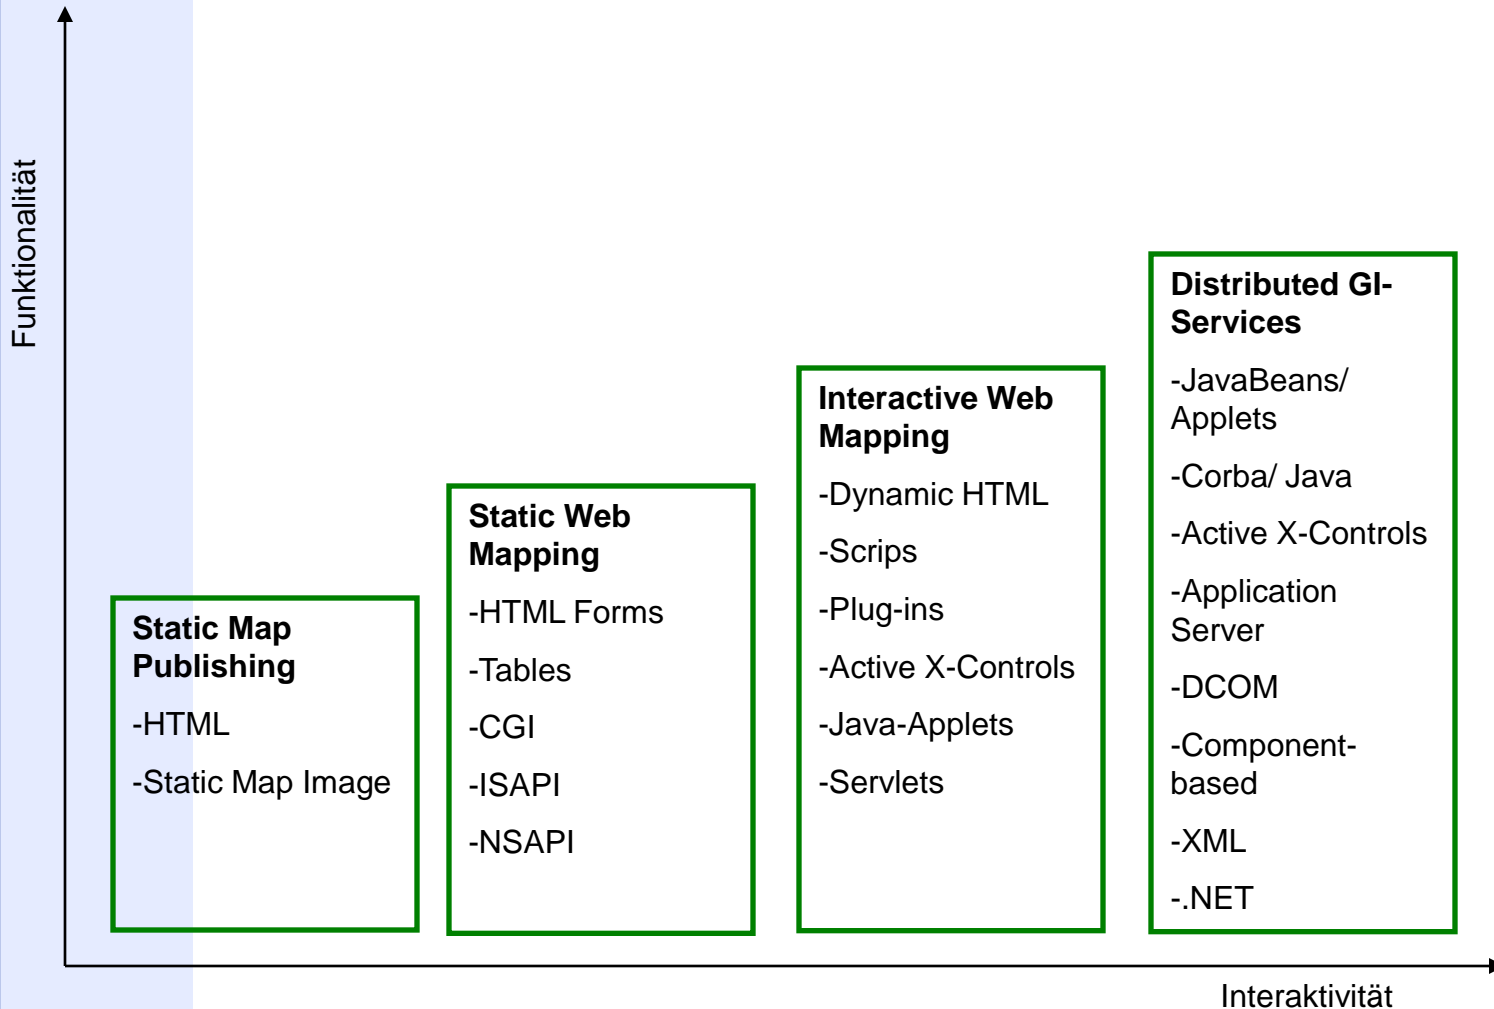 Funktionalität
Static Map
Publishing
-HTML
-Static Map Image
Static Web
Mapping
-HTML Forms
-Tables
-CGI
-ISAPI
-NSAPI
Interactive Web
Mapping
-Dynamic HTML
-Scrips
-Plug-ins
-Active X-Controls
-Java-Applets
-Servlets
Distributed GI-
Services
-JavaBeans/
Applets
-Corba/ Java
-Active X-Controls
-Application
Server
-DCOM
-Component-
based
-XML
-.NET
Interaktivität